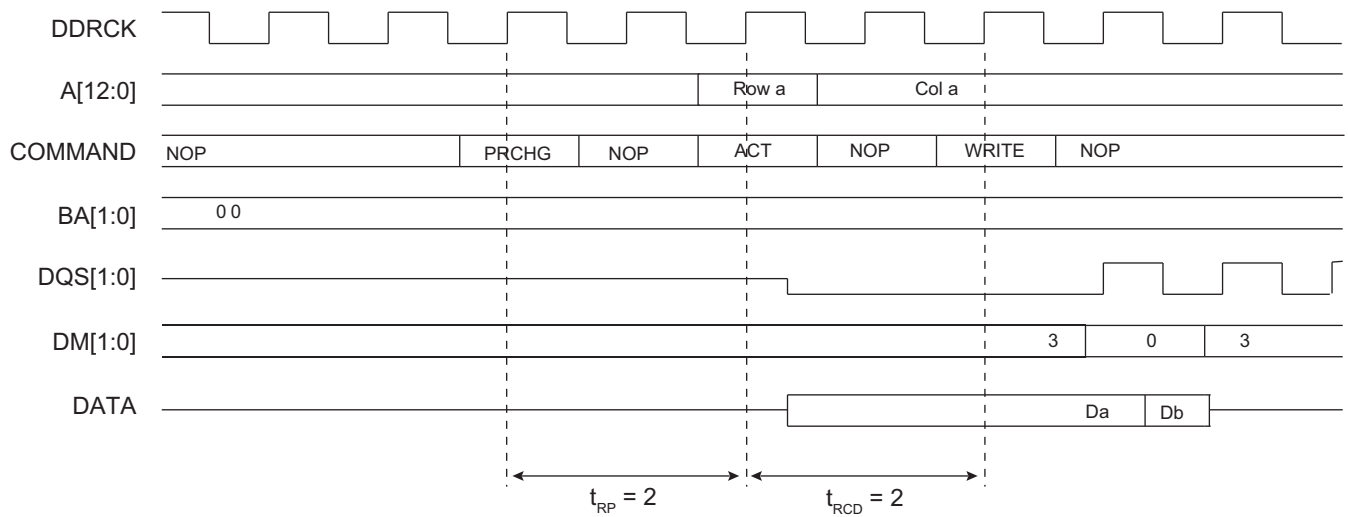 DDRCK
A[12:0] Row a Col a
COMMAND NOP PRCHG NOP ACT NOP WRITE NOP
BA[1:0] 0 0
DQS[1:0]
DM[1:0] 3 0 3
DATA Da Db
tRP = 2 tRCD = 2